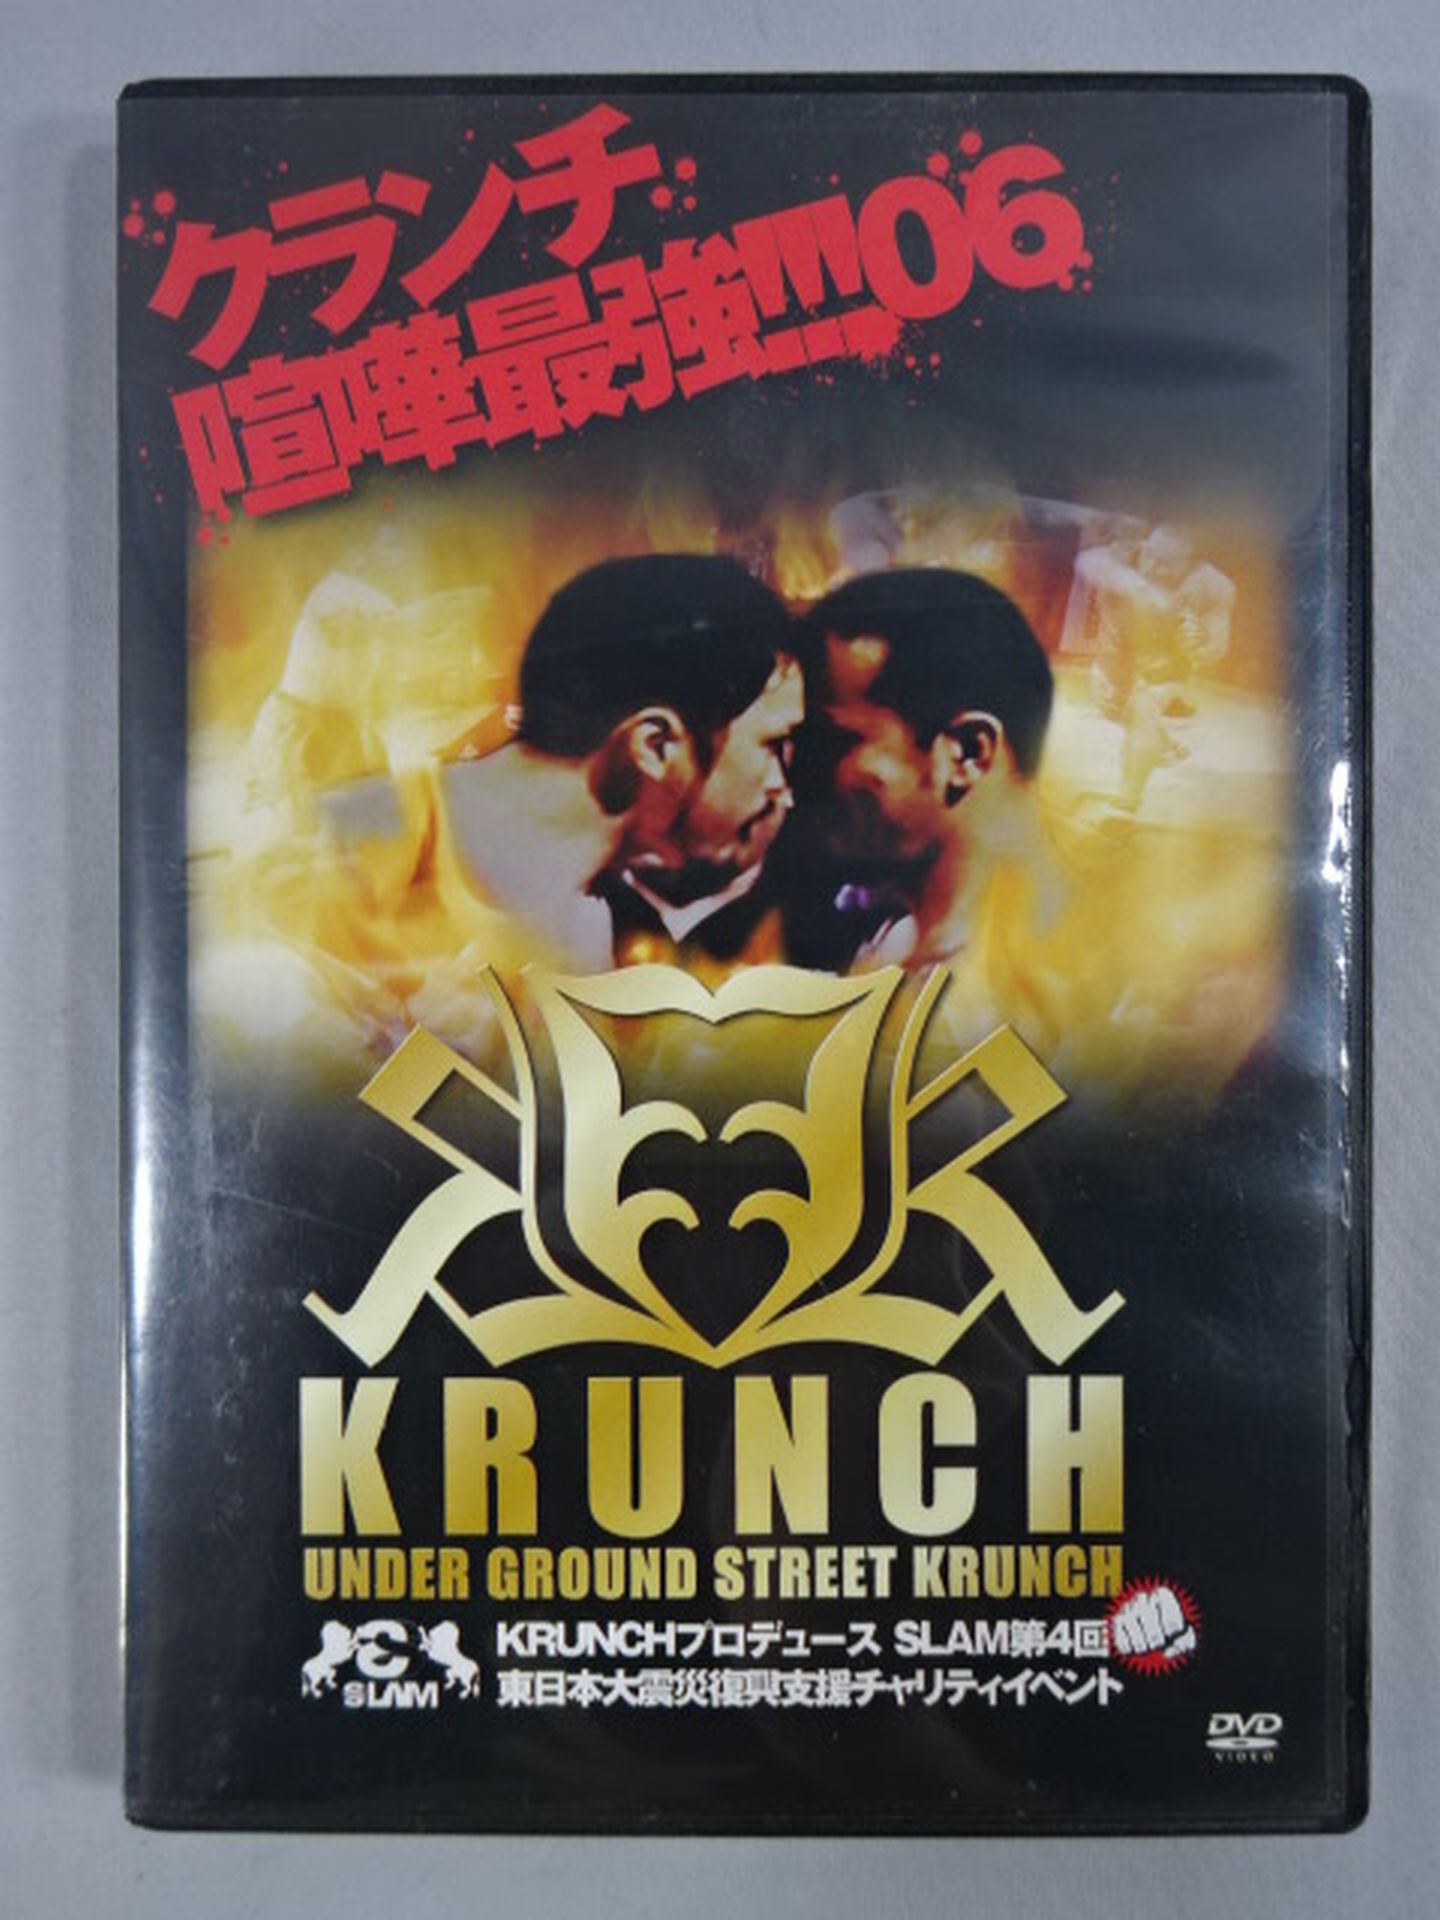 クランチ
喧嘩最強!!!06
KRUNCH
UNDER GROUND STREET KRUNCH
SLAM
KRUNCHプロデュース SLAM第4回
東日本大震災復興支援チャリティイベント
DVD
VIDEO